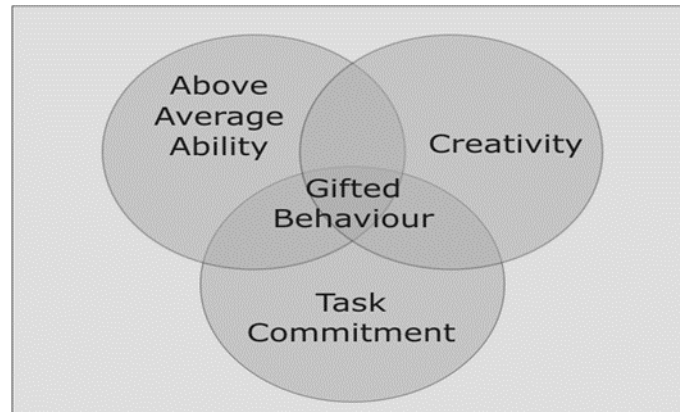 Above
Average
Ability
Creativity
Gifted
Behaviour
Task
Commitment